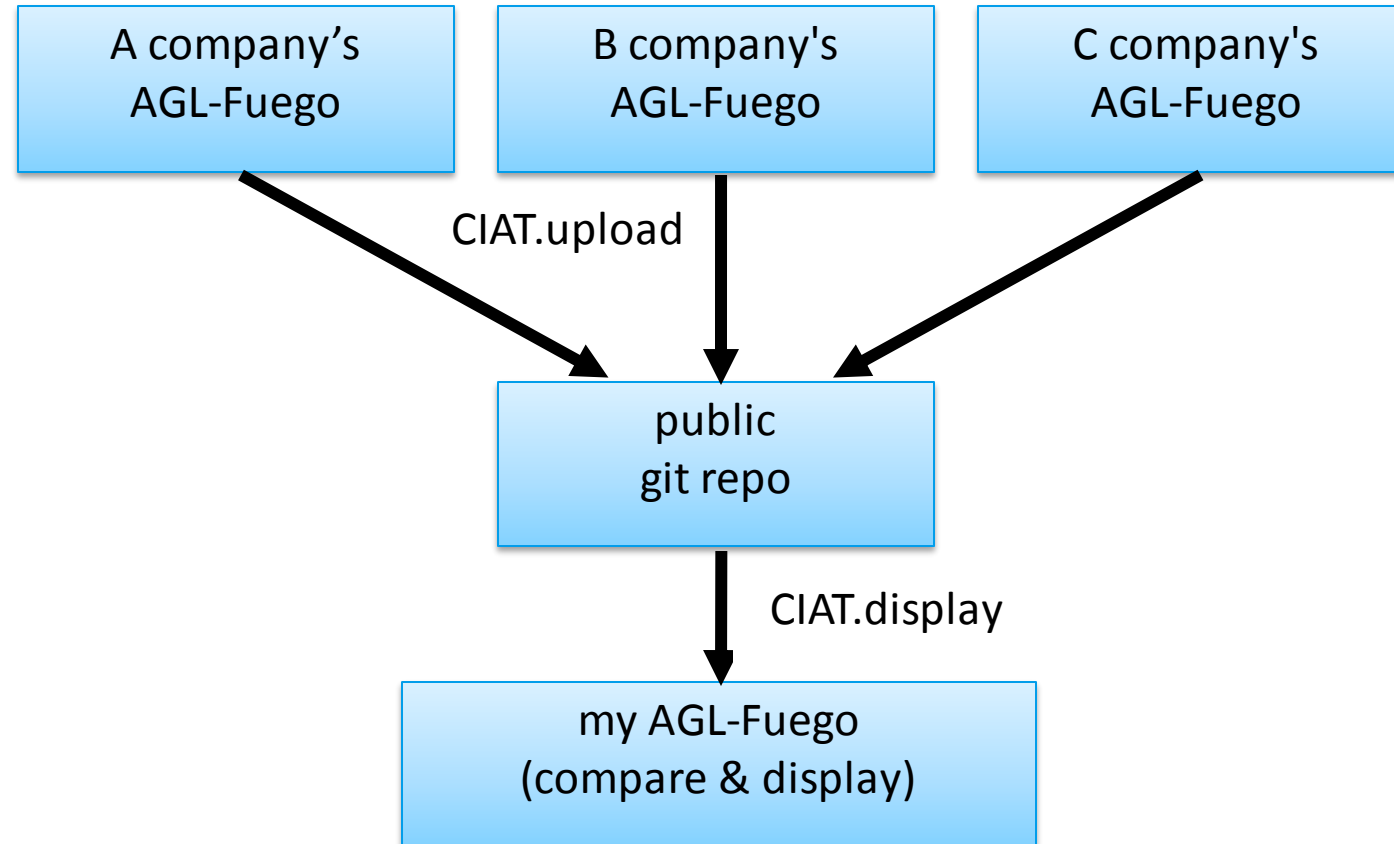 A company’s
AGL-Fuego
B company's
AGL-Fuego
C company's
AGL-Fuego
CIAT.upload
public
git repo
CIAT.display
my AGL-Fuego
(compare & display)